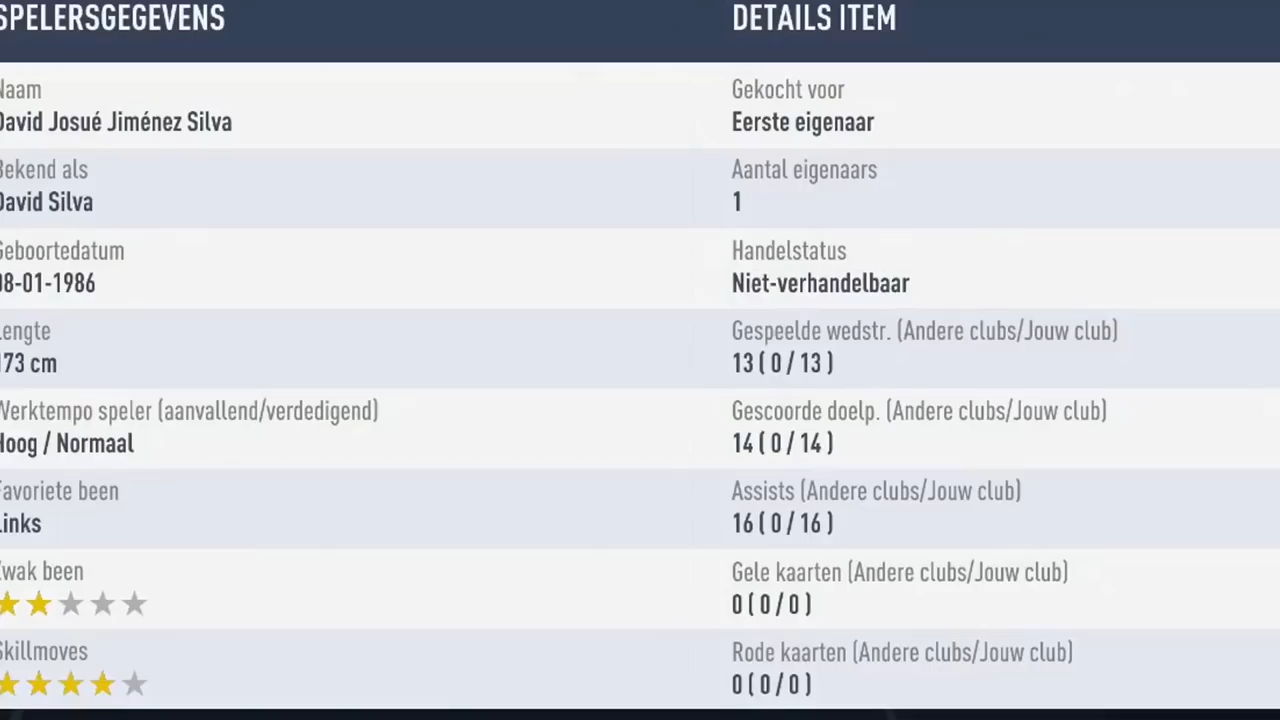 SPELERSGEGEVENS
Naam
David Josué Jiménez Silva
Bekend als
David Silva
Geboortedatum
08-01-1986
Lengte
173 cm
Werktempo speler (aanvallend/verdedigend)
Hoog / Normaal
Favoriete been
Links
Zwak been
Skillmoves
DETAILS ITEM
Gekocht voor
Eerste eigenaar
Aantal eigenaars
1
Handelstatus
Niet-verhandelbaar
Gespeelde wedstr. (Andere clubs/Jouw club)
13 ( 0 / 13 )
Gescoorde doelp. (Andere clubs/Jouw club)
14 ( 0 / 14 )
Assists (Andere clubs/Jouw club)
16 ( 0 / 16 )
Gele kaarten (Andere clubs/Jouw club)
0 ( 0 / 0 )
Rode kaarten (Andere clubs/Jouw club)
0 ( 0 / 0 )